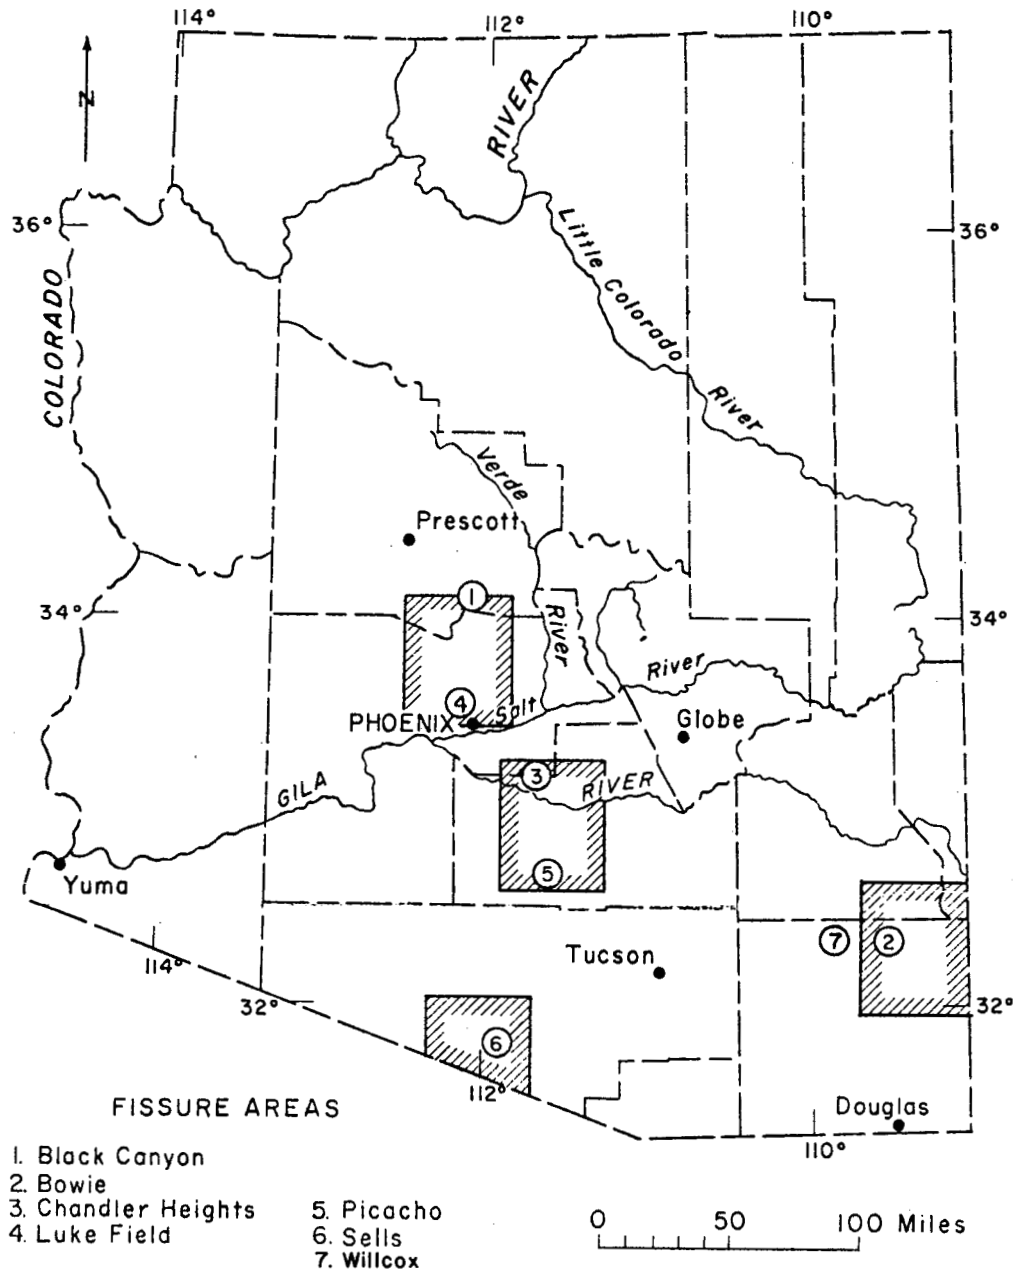 114°
112°
110°
N
RIVER
36°
36°
Little Colorado
River
COLORADO
Verde
Prescott
1
34°
34°
River
River
4
Salt
PHOENIX
Globe
3
GILA
RIVER
5
Yuma
7
2
Tucson
114°
32°
32°
6
112°
Douglas
110°
FISSURE AREAS
1. Black Canyon
2. Bowie
3. Chandler Heights
4. Luke Field
5. Picacho
6. Sells
7. Willcox
0 50 100 Miles